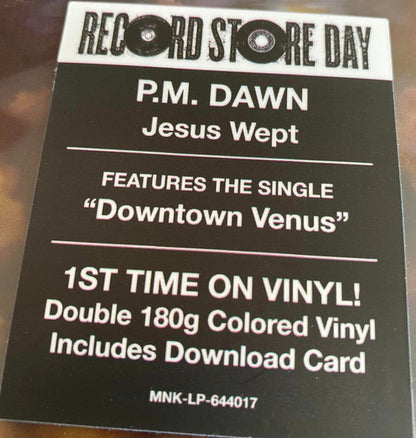 RECORD STORE DAY
P.M. DAWN
Jesus Wept
FEATURES THE SINGLE
“Downtown Venus”
1ST TIME ON VINYL!
Double 180g Colored Vinyl
Includes Download Card
MNK-LP-644017